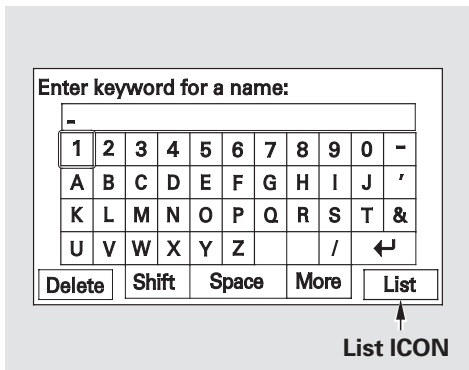 Enter keyword for a name:
-
1 2 3 4 5 6 7 8 9 0 -
A B C D E F G H I J '
K L M N O P Q R S T &
U V W X Y Z / ↵
Delete Shift Space More List
List ICON